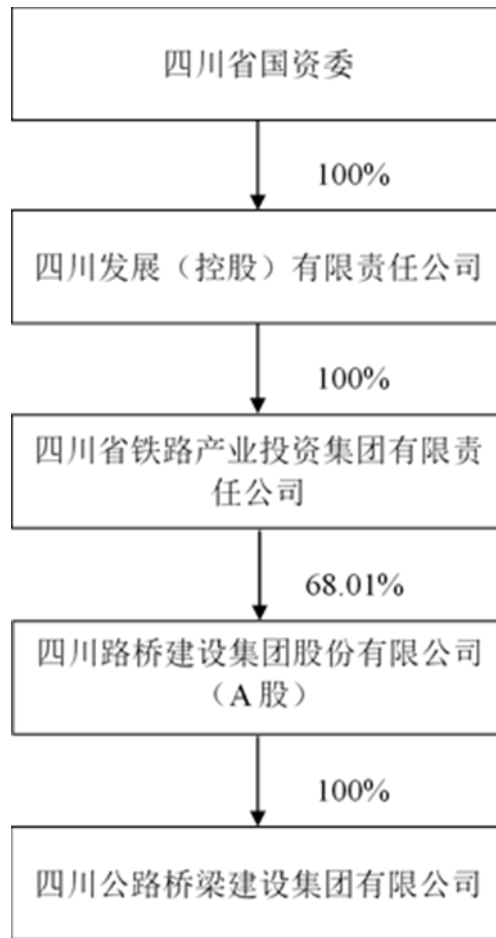 四川省国资委
100%
四川发展（控股）有限责任公司
100%
四川省铁路产业投资集团有限责
任公司
68.01%
四川路桥建设集团股份有限公司
（A股）
100%
四川公路桥梁建设集团有限公司